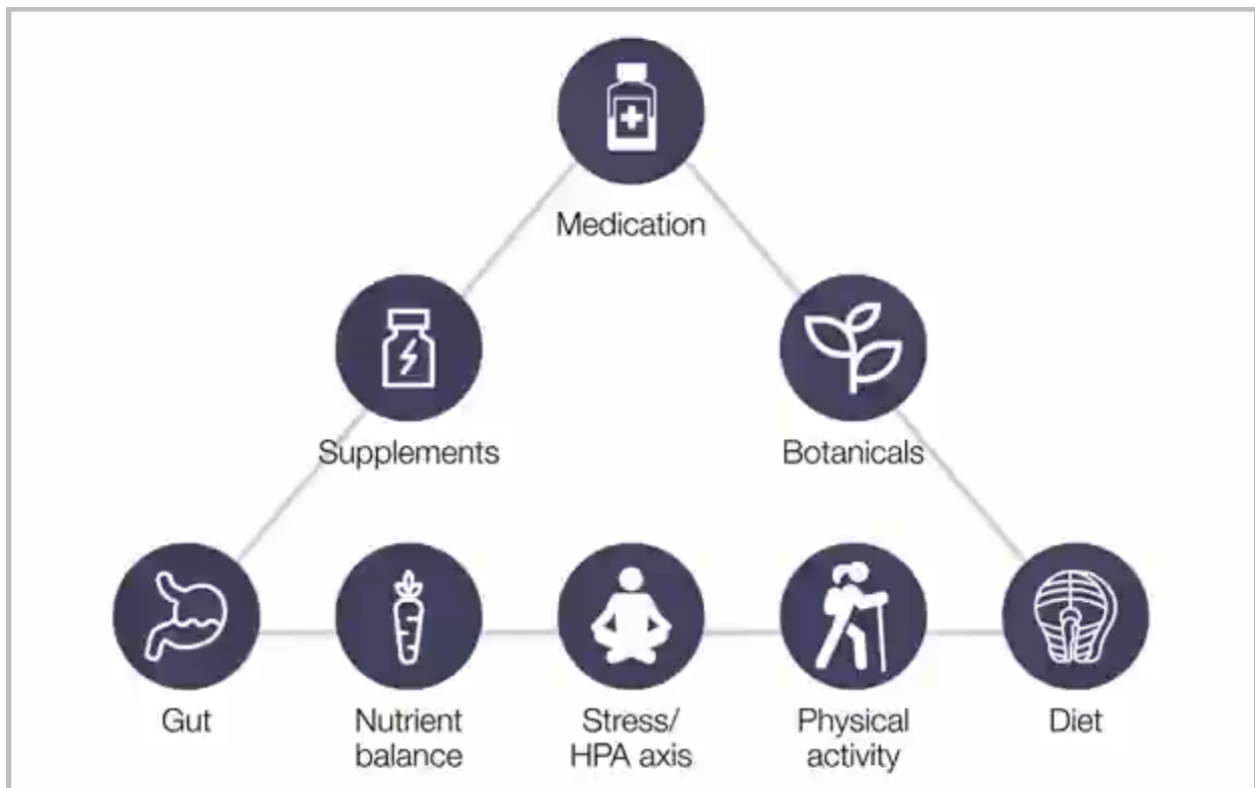 Medication
Supplements
Botanicals
Gut
Nutrient
balance
Stress/
HPA axis
Physical
activity
Diet